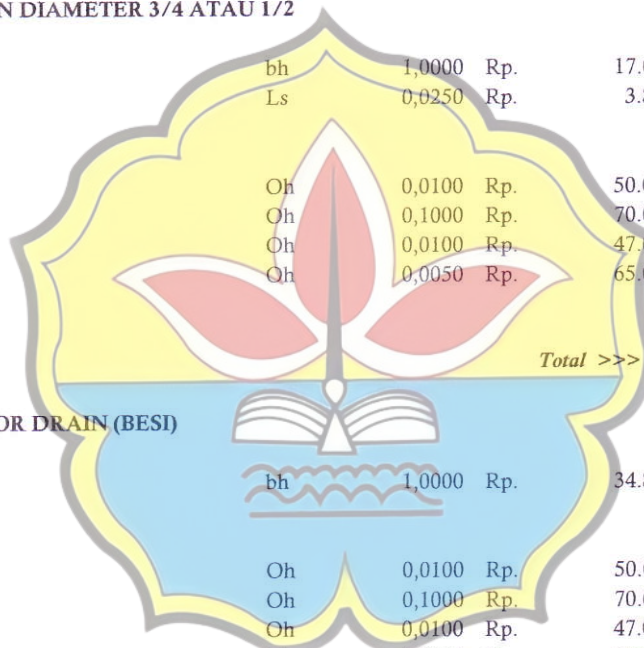 N DIAMETER 3/4 ATAU 1/2
bh 1,0000 Rp. 17.
Ls 0,0250 Rp. 3.
Oh 0,0100 Rp. 50.
Oh 0,1000 Rp. 70.
Oh 0,0100 Rp. 47.
Oh 0,0050 Rp. 65.
Total >>>
OR DRAIN (BESI)
bh 1,0000 Rp. 34.
Oh 0,0100 Rp. 50.
Oh 0,1000 Rp. 70.
Oh 0,0100 Rp. 47.